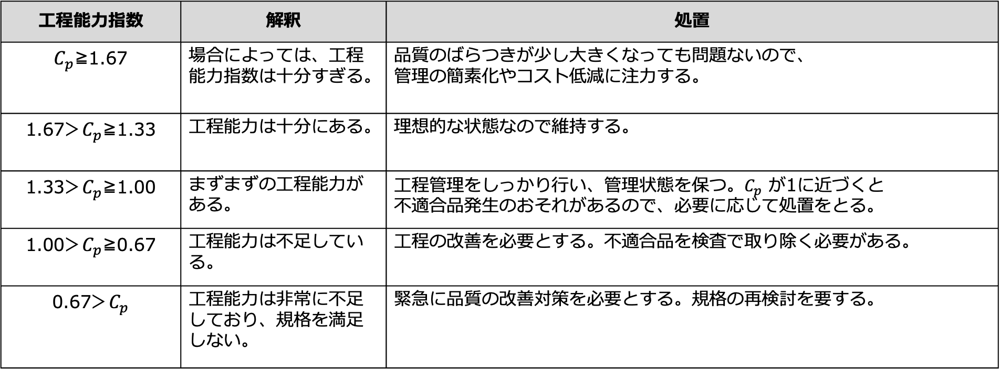 工程能力指数 解釈 処置
Cp≧1.67
場合によっては、工程
能力指数は十分すぎる。
品質のばらつきが少し大きくなっても問題ないので、
管理の簡素化やコスト低減に注力する。
1.67＞Cp≧1.33
工程能力は十分にある。
理想的な状態なので維持する。
1.33＞Cp≧1.00
まずまずの工程能力が
ある。
工程管理をしっかり行い、管理状態を保つ。Cp が1に近づくと
不適合品発生のおそれがあるので、必要に応じて処置をとる。
1.00＞Cp≧0.67
工程能力は不足してい
る。
工程の改善を必要とする。不適合品を検査で取り除く必要がある。
0.67＞Cp
工程能力は非常に不足
しており、規格を満足
しない。
緊急に品質の改善対策を必要とする。規格の再検討を要する。